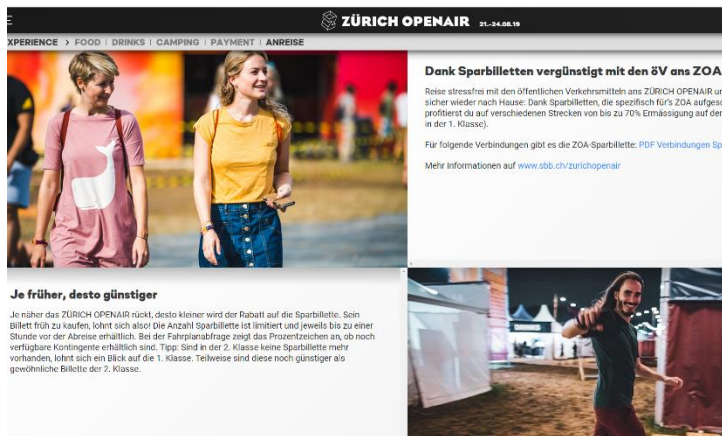 ZÜRICH OPENAIR 21.–24.08.19
XPERIENCE > FOOD | DRINKS | CAMPING | PAYMENT | ANREISE
Dank Sparbilletten vergünstigt mit den öV ans ZOA
Reise stressfrei mit den öffentlichen Verkehrsmitteln ans ZÜRICH OPENAIR un
sicher wieder nach Hause: Dank Sparbilletten, die spezifisch für's ZOA aufges
profitierst du auf verschiedenen Strecken von bis zu 70% Ermässigung auf der
in der 1. Klasse).
Für folgende Verbindungen gibt es die ZOA-Sparbillette: PDF Verbindungen Sp
Mehr Informationen auf www.sbb.ch/zurichopenair
Je früher, desto günstiger
Je näher das ZÜRICH OPENAIR rückt, desto kleiner wird der Rabatt auf die Sparbillette. Sein
Billett früh zu kaufen, lohnt sich also! Die Anzahl Sparbillette ist limitiert und jeweils bis zu einer
Stunde vor der Abreise erhältlich. Bei der Fahrplanabfrage zeigt das Prozentzeichen an, ob noch
verfügbare Kontingente erhältlich sind. Tipp: Sind in der 2. Klasse keine Sparbillette mehr
vorhanden, lohnt sich ein Blick auf die 1. Klasse. Teilweise sind diese noch günstiger als
gewöhnliche Billette der 2. Klasse.
DRINKS